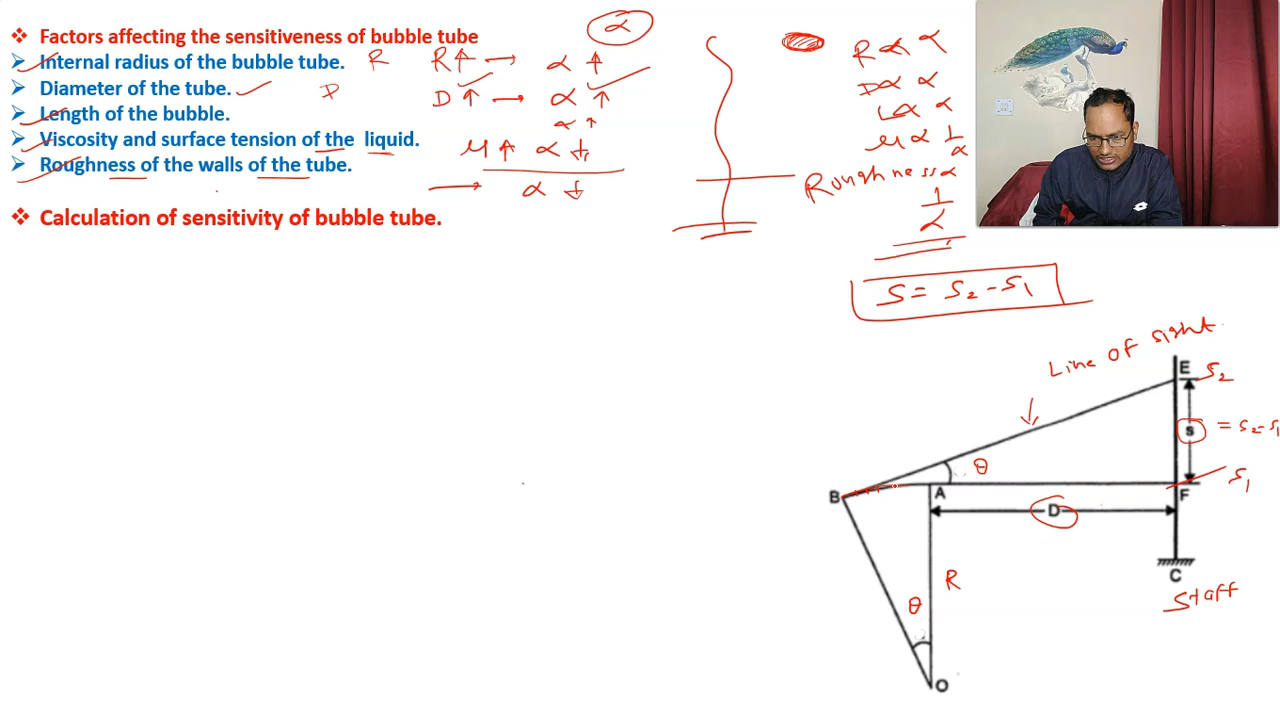 ❖ Factors affecting the sensitiveness of bubble tube
➤ Internal radius of the bubble tube. R R↑ → α ↑
➤ Diameter of the tube. D D ↑ → α ↑
➤ Length of the bubble. α ↑
➤ Viscosity and surface tension of the liquid. μ ↑ α ↓
➤ Roughness of the walls of the tube. → α ↓
❖ Calculation of sensitivity of bubble tube.
α
R α α
D α α
L α α
μ α 1/α
Roughness α
1/α
S = S2 - S1
Line of sight
E S2
S = S2-S1
θ
S1
B A F
D
C
Staff
R
θ
O